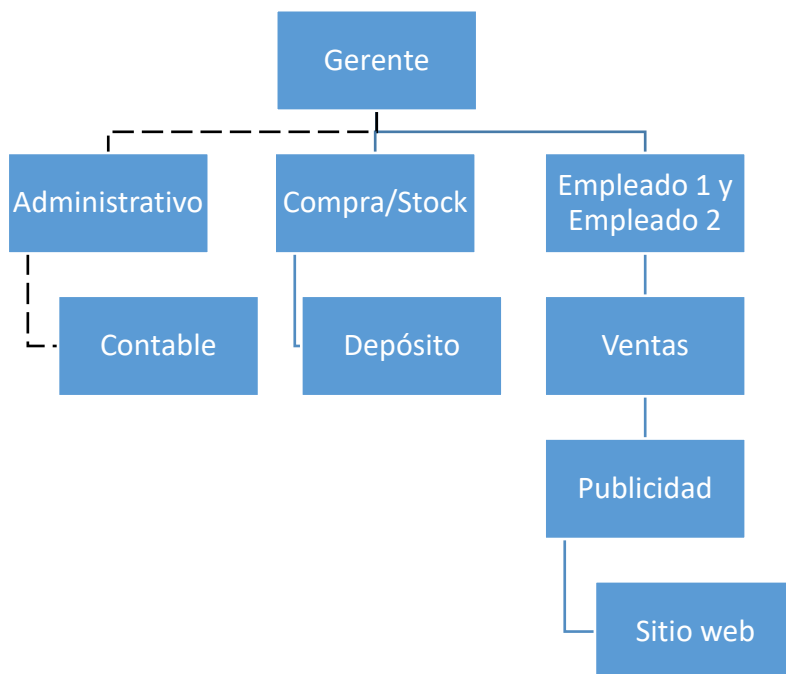 Gerente
Administrativo
Compra/Stock
Empleado 1 y
Empleado 2
Contable
Depósito
Ventas
Publicidad
Sitio web